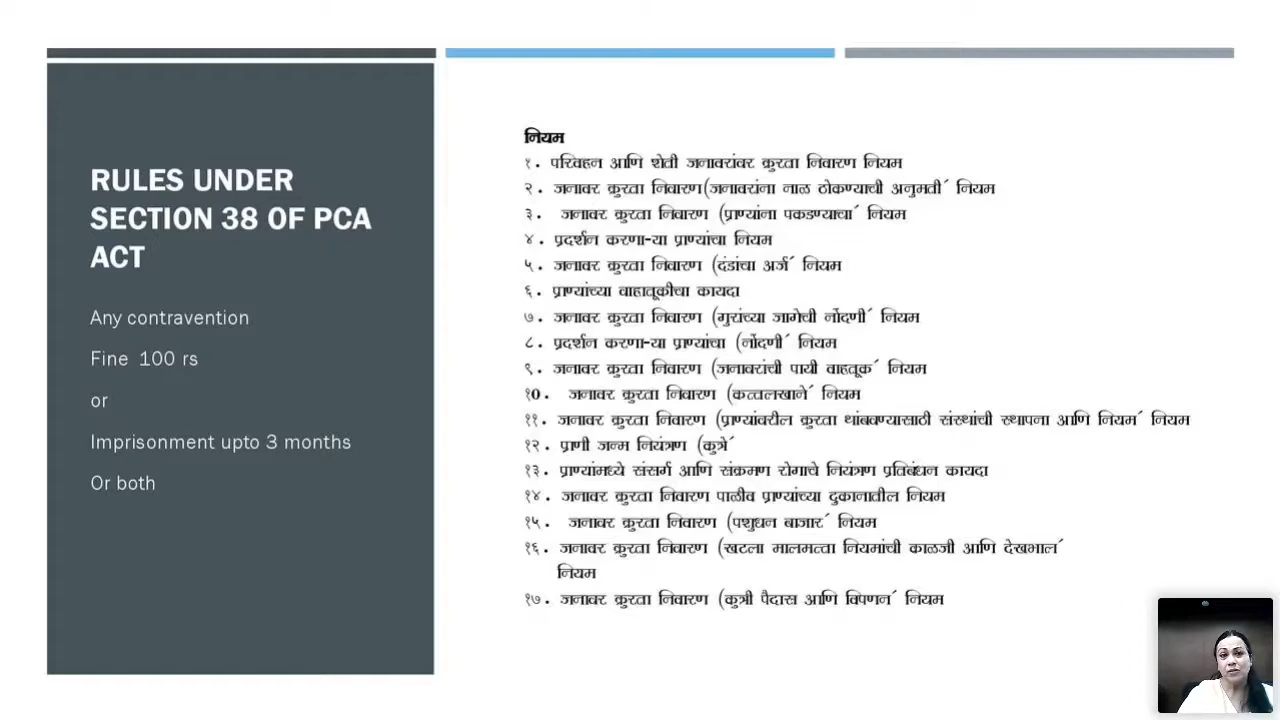 RULES UNDER
SECTION 38 OF PCA
ACT
Any contravention
Fine 100 rs
or
Imprisonment upto 3 months
Or both
नियम
१. परिवहन आणि शेती जनावरांवर क्रुरता निवारण नियम
२. जनावर क्रुरता निवारण(जनावरांना नाळ ठोकण्याची अनुमती´ नियम
३. जनावर क्रुरता निवारण (प्राण्यांना पकडण्याचा´ नियम
४. प्रदर्शन करणा-या प्राण्यांचा नियम
५. जनावर क्रुरता निवारण (दंडांचा अर्ज´ नियम
६. प्राण्यांच्या वाहातूकीचा कायदा
७. जनावर क्रुरता निवारण (गुरांच्या जागेची नोंदणी´ नियम
८. प्रदर्शन करणा-या प्राण्यांचा (नोंदणी´ नियम
९. जनावर क्रुरता निवारण (जनावरांची पायी वाहतूक´ नियम
१0. जनावर क्रुरता निवारण (कत्तलखाने´ नियम
११. जनावर क्रुरता निवारण (प्राण्यांवरील क्रुरता थांबवण्यासाठी संस्थांची स्थापना आणि नियम´ नियम
१२. प्राणी जन्म नियंत्रण (कुत्रे´
१३. प्राण्यांमध्ये संसर्ग आणि संक्रमण रोगाचे नियंत्रण प्रतिबंधन कायदा
१४. जनावर क्रुरता निवारण पाळीव प्राण्यांच्या दुकानातील नियम
१५. जनावर क्रुरता निवारण (पशुधन बाजार´ नियम
१६. जनावर क्रुरता निवारण (खटला मालमत्ता नियमांची काळजी आणि देखभाल´
नियम
१७. जनावर क्रुरता निवारण (कुत्री पैदास आणि विपणन´ नियम